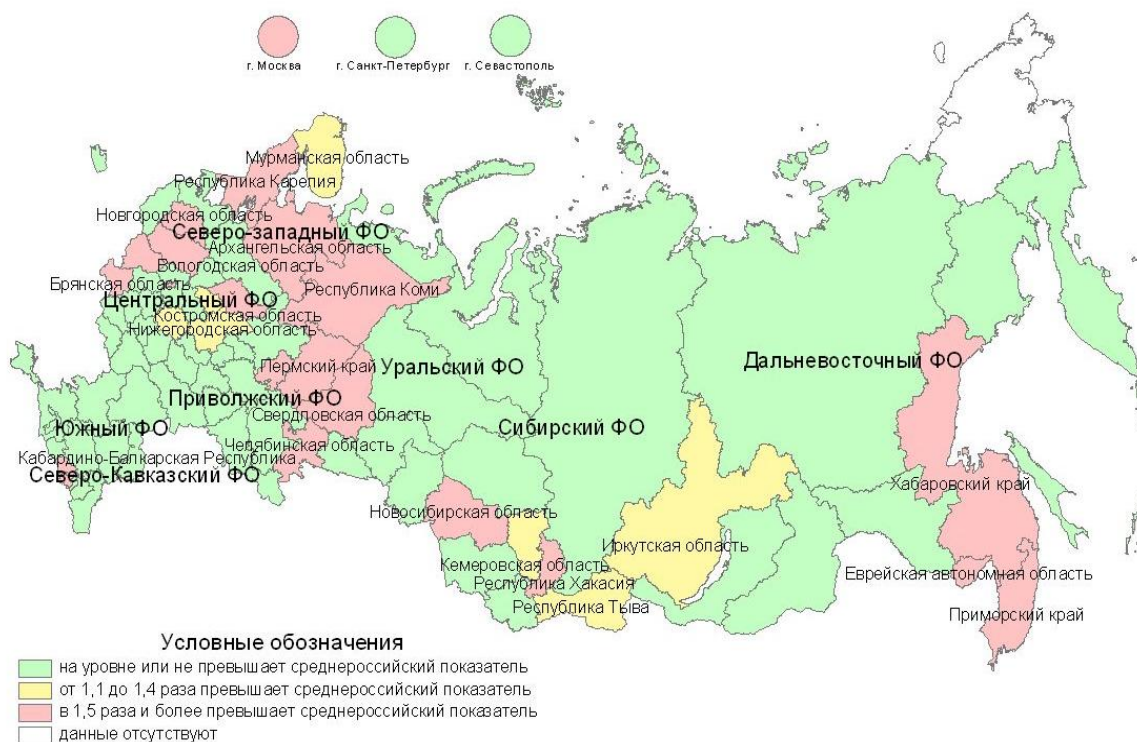 г. Москва
г. Санкт-Петербург
г. Севастополь
Мурманская область
Республика Карелия
Новгородская область
Северо-западный ФО
Архангельская область
Вологодская область
Брянская область
Республика Коми
Центральный ФО
Костромская область
Нижегородская область
Пермский край
Уральский ФО
Дальневосточный ФО
Приволжский ФО
Свердловская область
Южный ФО
Сибирский ФО
Челябинская область
Кабардино-Балкарская Республика
Северо-Кавказский ФО
Хабаровский край
Новосибирская область
Иркутская область
Кемеровская область
Республика Хакасия
Еврейская автономная область
Республика Тыва
Приморский край
Условные обозначения
на уровне или не превышает среднероссийский показатель
от 1,1 до 1,4 раза превышает среднероссийский показатель
в 1,5 раза и более превышает среднероссийский показатель
данные отсутствуют